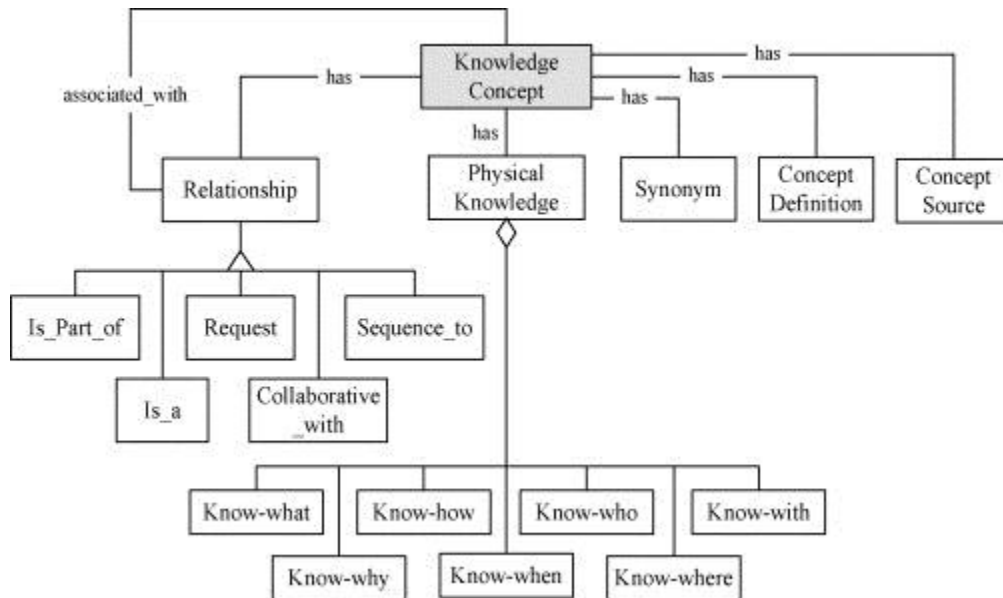 Knowledge
Concept
has
has
has
has
has
associated_with
Relationship
Physical
Knowledge
Synonym
Concept
Definition
Concept
Source
Is_Part_of
Request
Sequence_to
Is_a
Collaborative
_with
Know-what
Know-how
Know-who
Know-with
Know-why
Know-when
Know-where